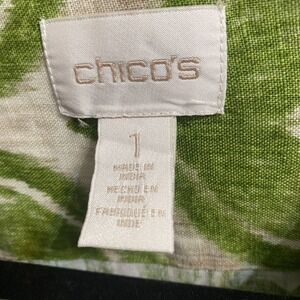 chico's
1
MADE IN
INDIA
HECHO EN
INDIA
FABRIQUÉ EN
INDE